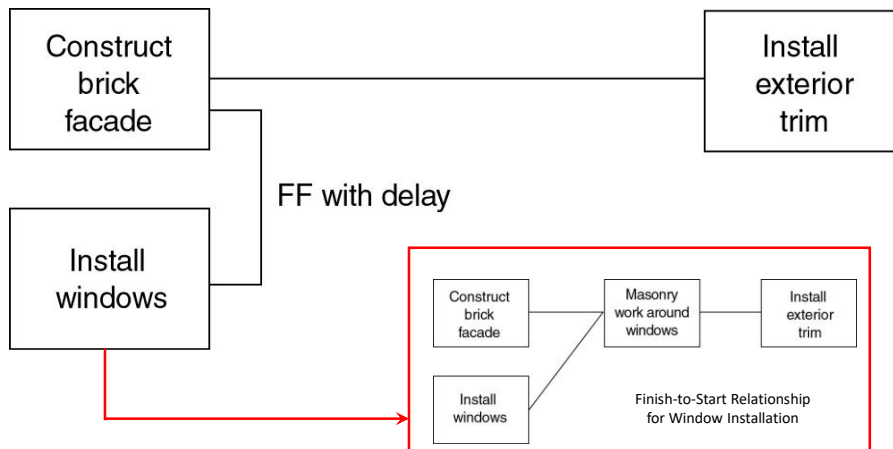 Construct
brick
facade
Install
exterior
trim
FF with delay
Install
windows
Construct
brick
facade
Masonry
work around
windows
Install
exterior
trim
Install
windows
Finish-to-Start Relationship
for Window Installation